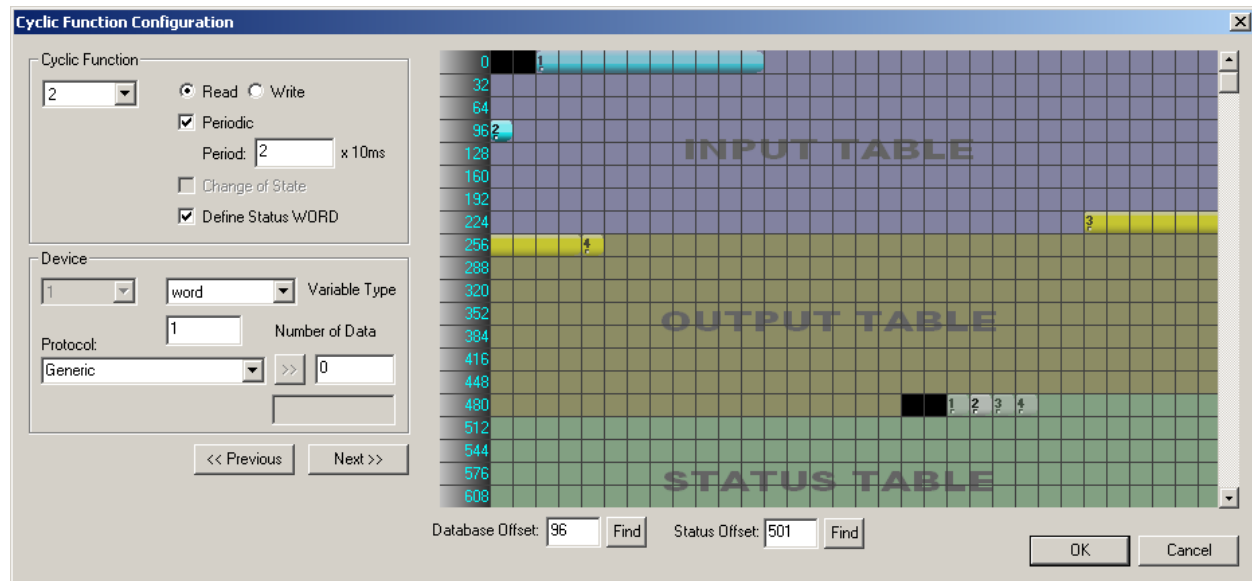 Cyclic Function Configuration
Cyclic Function
2
Read Write
Periodic
Period: 2 x 10ms
Change of State
Define Status WORD
Device
1 word Variable Type
1 Number of Data
Protocol:
Generic >> 0
<< Previous Next >>
0 1
32
64
96 2
128
INPUT TABLE
160
192
224 3
256 4
288
320
352
OUTPUT TABLE
384
416
448
480 1 2 3 4
512
544
576
STATUS TABLE
608
Database Offset: 96 Find Status Offset: 501 Find
OK Cancel